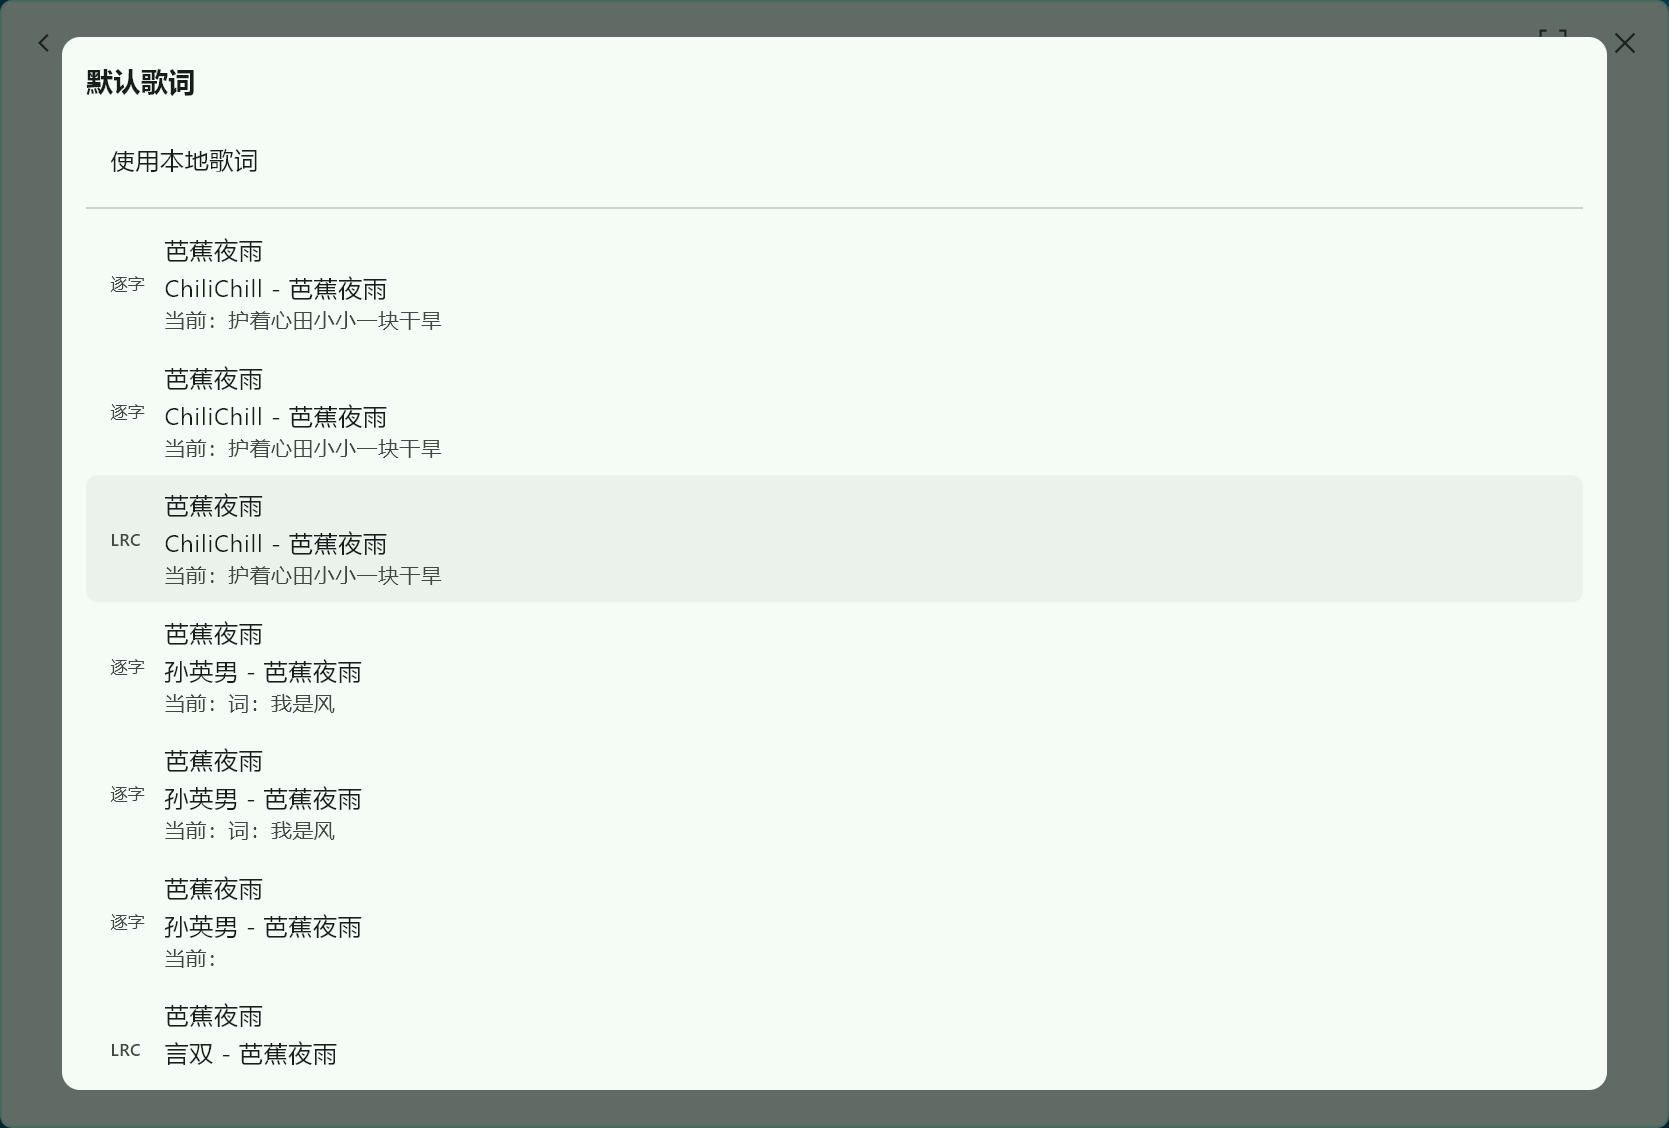 默认歌词
使用本地歌词
芭蕉夜雨
逐字
ChiliChill - 芭蕉夜雨
当前：护着心田小小一块干旱
芭蕉夜雨
逐字
ChiliChill - 芭蕉夜雨
当前：护着心田小小一块干旱
芭蕉夜雨
LRC
ChiliChill - 芭蕉夜雨
当前：护着心田小小一块干旱
芭蕉夜雨
逐字
孙英男 - 芭蕉夜雨
当前：词：我是风
芭蕉夜雨
逐字
孙英男 - 芭蕉夜雨
当前：词：我是风
芭蕉夜雨
逐字
孙英男 - 芭蕉夜雨
当前：
芭蕉夜雨
LRC
言双 - 芭蕉夜雨